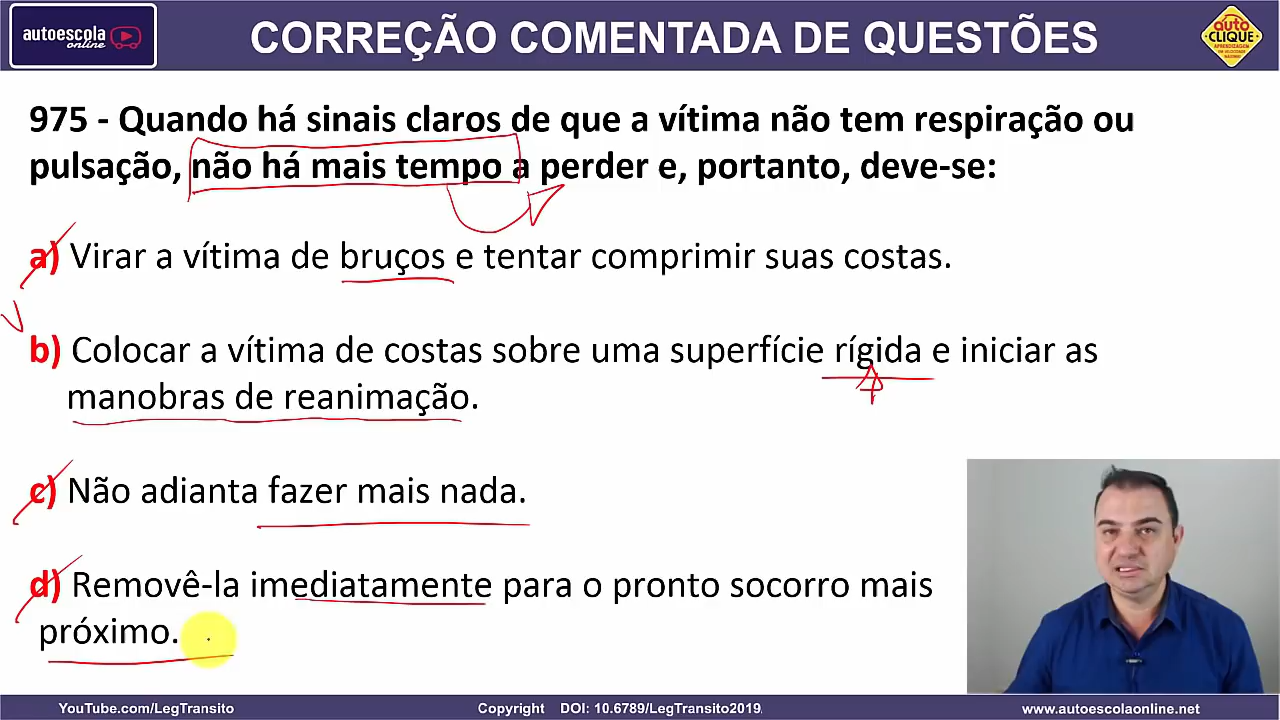 autoescola
online
CORREÇÃO COMENTADA DE QUESTÕES
auto
CLIQUE
975 - Quando há sinais claros de que a vítima não tem respiração ou
pulsação, não há mais tempo a perder e, portanto, deve-se:
a) Virar a vítima de bruços e tentar comprimir suas costas.
b) Colocar a vítima de costas sobre uma superfície rígida e iniciar as
manobras de reanimação.
c) Não adianta fazer mais nada.
d) Removê-la imediatamente para o pronto socorro mais
próximo.
YouTube.com/LegTransito
Copyright DOI: 10.6789/LegTransito2019.
www.autoescolaonline.net